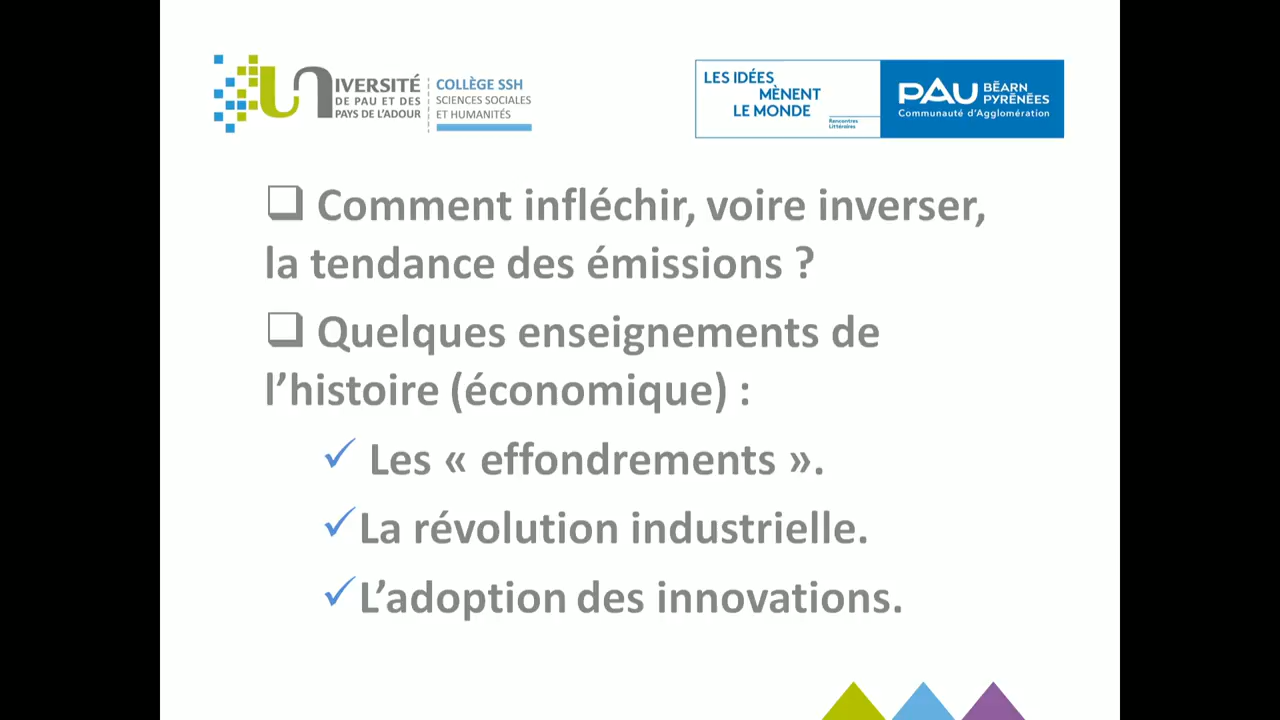 UNIVERSITÉ
DE PAU ET DES
PAYS DE L'ADOUR
COLLÈGE SSH
SCIENCES SOCIALES
ET HUMANITÉS
LES IDÉES
MÈNENT
LE MONDE
Rencontres
Littéraires
PAU BÉARN
PYRÉNÉES
Communauté d'Agglomération
❑ Comment infléchir, voire inverser,
la tendance des émissions ?
❑ Quelques enseignements de
l’histoire (économique) :
✓ Les « effondrements ».
✓La révolution industrielle.
✓L’adoption des innovations.